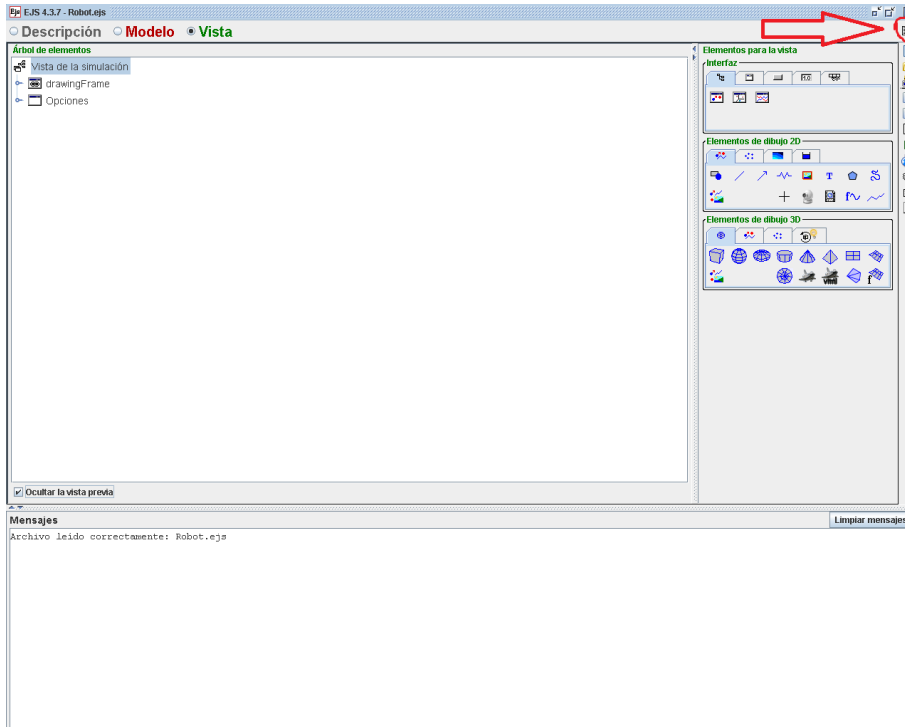 EJS 4.3.7 - Robot.ejs
Descripción Modelo Vista
Árbol de elementos
Vista de la simulación
drawingFrame
Opciones
Ocultar la vista previa
Elementos para la vista
Interfaz
Elementos de dibujo 2D
T
Elementos de dibujo 3D
Mensajes
Limpiar mensajes
Archivo leido correctamente: Robot.ejs